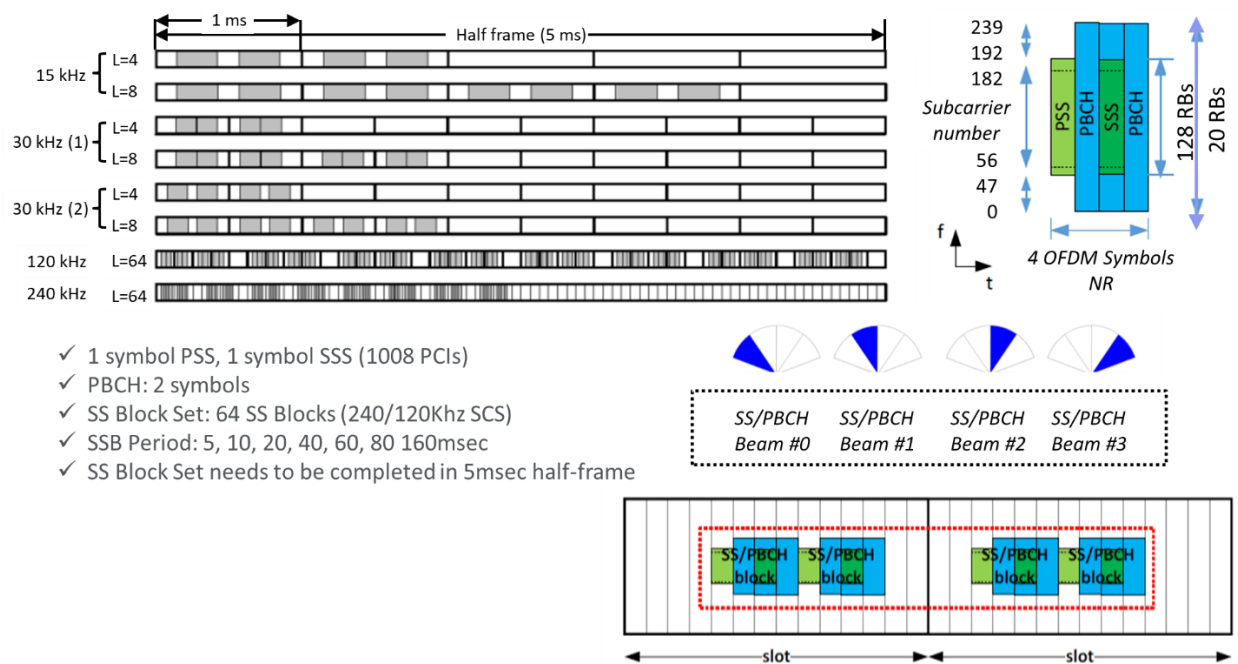 1 ms
Half frame (5 ms)
15 kHz
L=4
L=8
30 kHz (1)
L=4
L=8
30 kHz (2)
L=4
L=8
120 kHz
L=64
240 kHz
L=64
239
192
182
Subcarrier
number
56
47
0
PSS
PBCH
SSS
PBCH
128 RBs
20 RBs
f
t
4 OFDM Symbols
NR
✓ 1 symbol PSS, 1 symbol SSS (1008 PCIs)
✓ PBCH: 2 symbols
✓ SS Block Set: 64 SS Blocks (240/120Khz SCS)
✓ SSB Period: 5, 10, 20, 40, 60, 80 160msec
✓ SS Block Set needs to be completed in 5msec half-frame
SS/PBCH
Beam #0
SS/PBCH
Beam #1
SS/PBCH
Beam #2
SS/PBCH
Beam #3
SS/PBCH
block
SS/PBCH
block
SS/PBCH
block
SS/PBCH
block
slot
slot